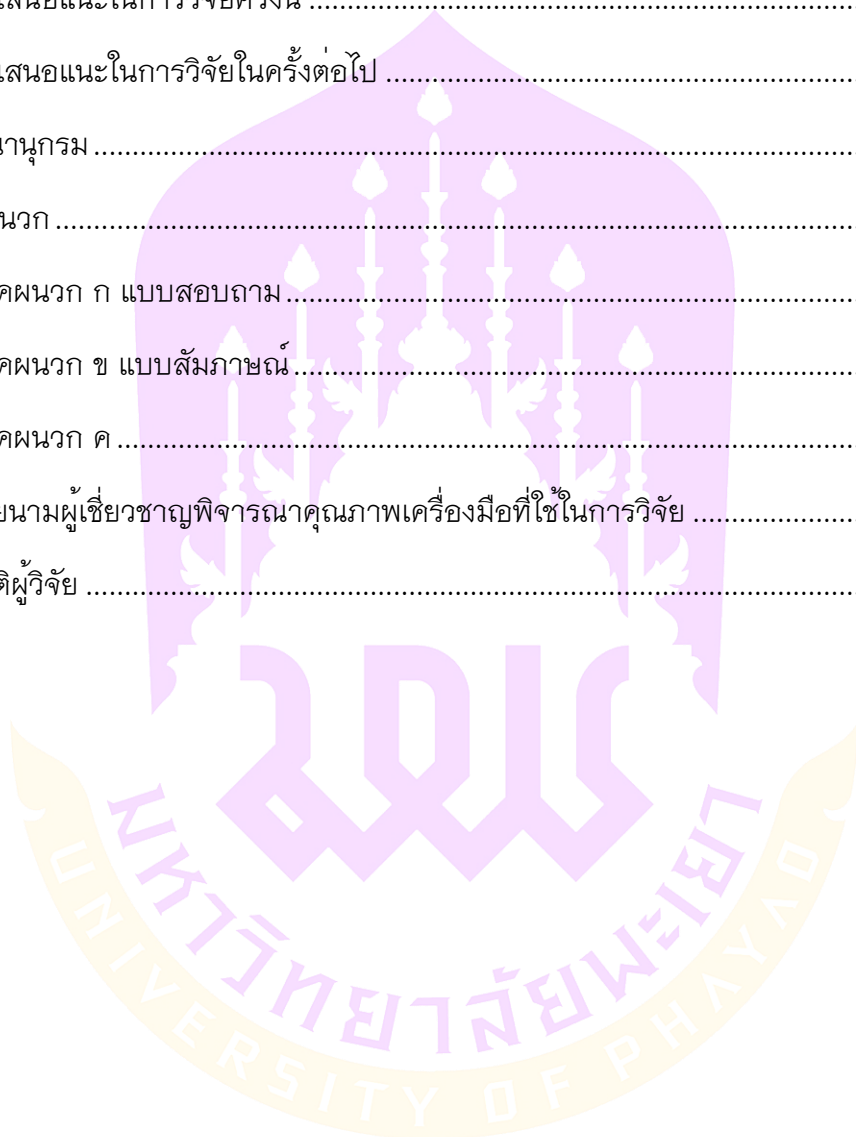 เสนอแนะในการวิจัยครั้งนี้ ........................................................................
เสนอแนะในการวิจัยในครั้งต่อไป ........................................................................
นานุกรม ........................................................................
นวก ........................................................................
คผนวก ก แบบสอบถาม ........................................................................
คผนวก ข แบบสัมภาษณ์ ........................................................................
คผนวก ค ........................................................................
ยนามผู้เชี่ยวชาญพิจารณาคุณภาพเครื่องมือที่ใช้ในการวิจัย ........................
ติผู้วิจัย ........................................................................
มหาวิทยาลัยพะเยา
UNIVERSITY OF PHAYAO